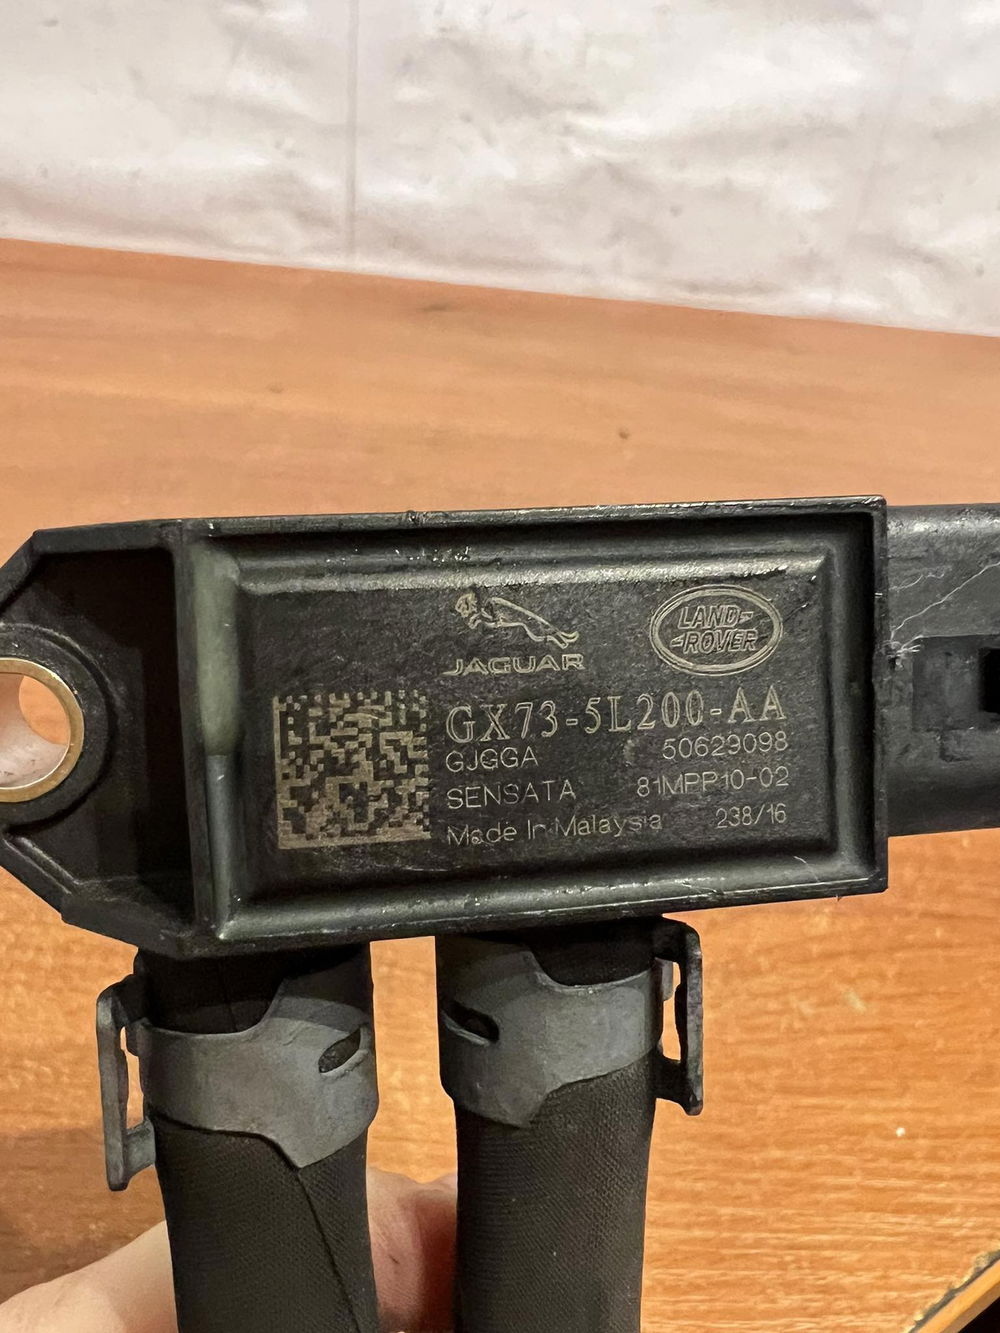 JAGUAR
LAND-
-ROVER
GX73-5L200-AA
GJGGA 50629098
SENSATA 81MPP10-02
Made In Malaysia 238/16